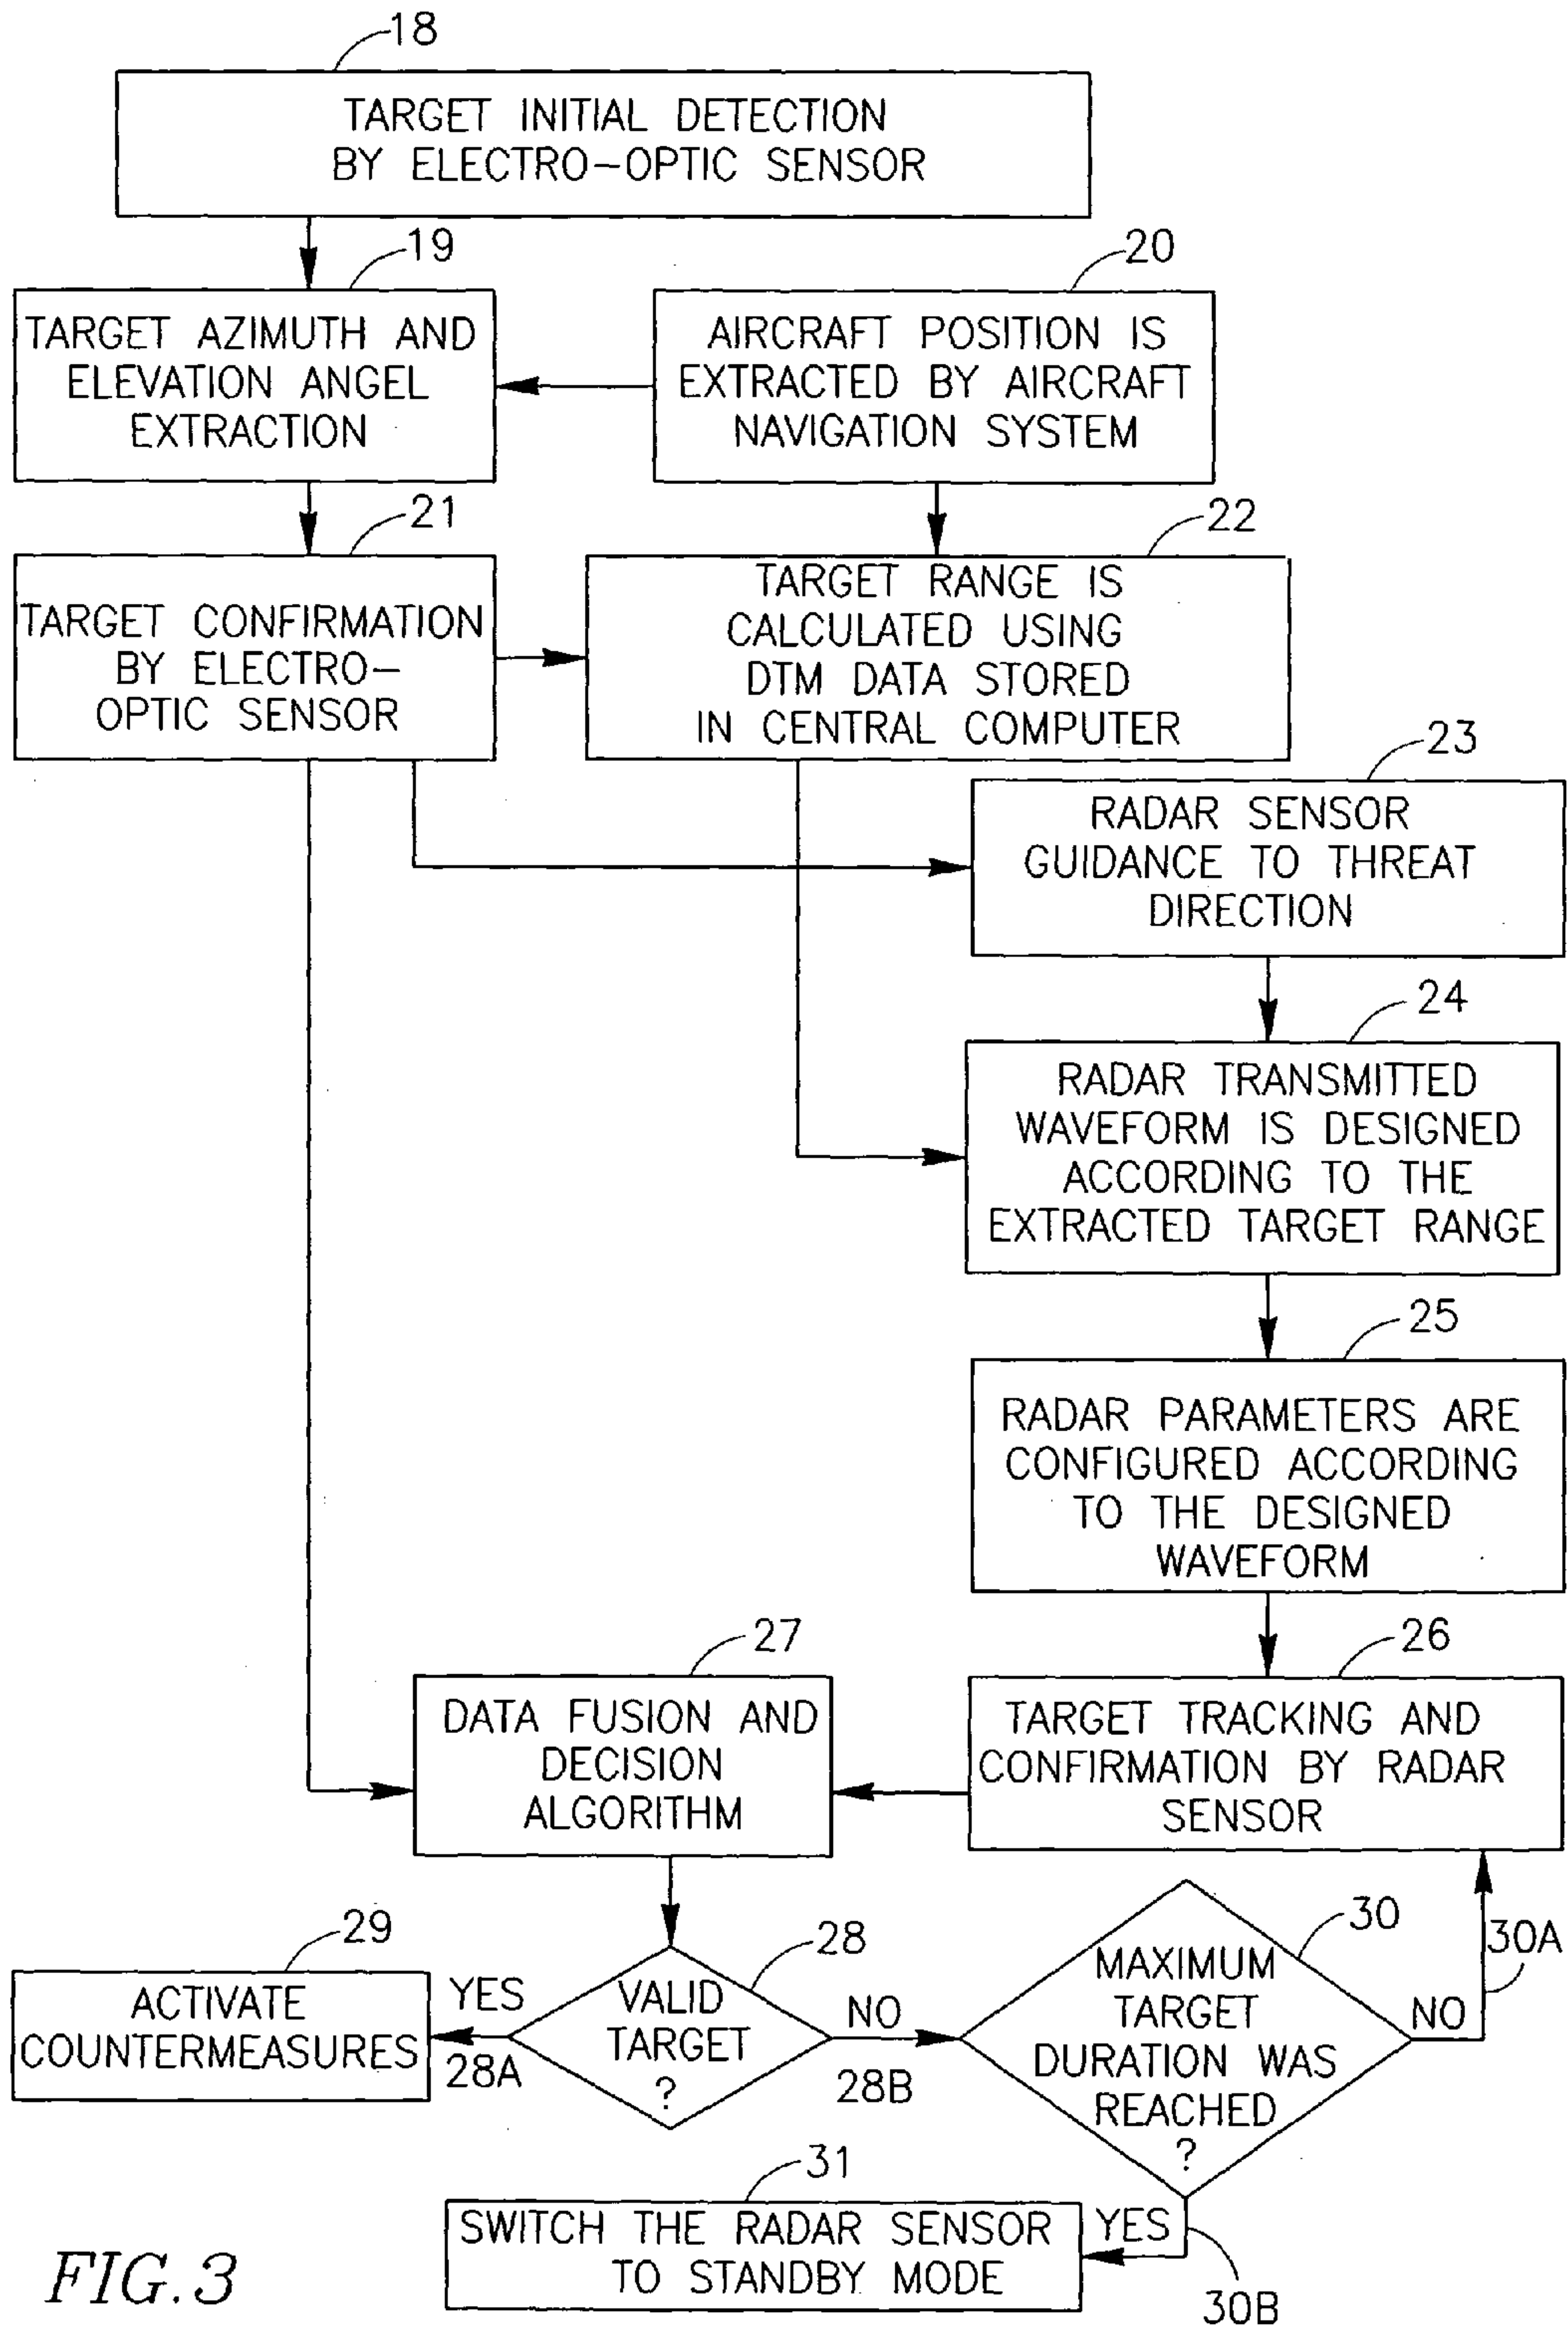 18
TARGET INITIAL DETECTION
BY ELECTRO-OPTIC SENSOR
19
TARGET AZIMUTH AND
ELEVATION ANGEL
EXTRACTION
20
AIRCRAFT POSITION IS
EXTRACTED BY AIRCRAFT
NAVIGATION SYSTEM
21
TARGET CONFIRMATION
BY ELECTRO-
OPTIC SENSOR
22
TARGET RANGE IS
CALCULATED USING
DTM DATA STORED
IN CENTRAL COMPUTER
23
RADAR SENSOR
GUIDANCE TO THREAT
DIRECTION
24
RADAR TRANSMITTED
WAVEFORM IS DESIGNED
ACCORDING TO THE
EXTRACTED TARGET RANGE
25
RADAR PARAMETERS ARE
CONFIGURED ACCORDING
TO THE DESIGNED
WAVEFORM
26
TARGET TRACKING AND
CONFIRMATION BY RADAR
SENSOR
27
DATA FUSION AND
DECISION
ALGORITHM
28
VALID
TARGET
?
YES
28A
NO
28B
29
ACTIVATE
COUNTERMEASURES
30
MAXIMUM
TARGET
DURATION WAS
REACHED
?
NO
30A
YES
30B
31
SWITCH THE RADAR SENSOR
TO STANDBY MODE
FIG. 3